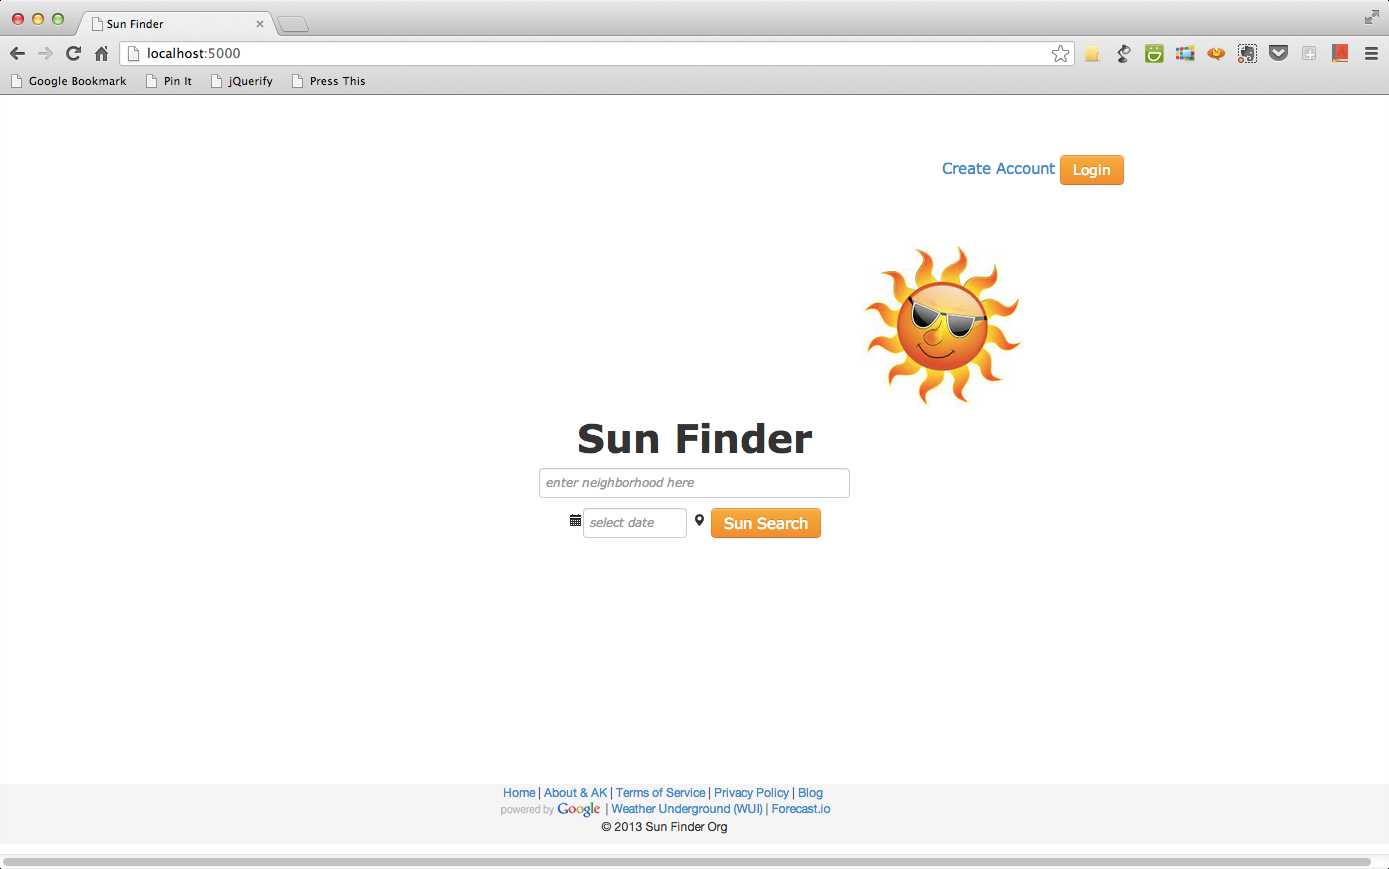 Sun Finder
localhost:5000
Google Bookmark Pin It jQuerify Press This
Create Account Login
Sun Finder
enter neighborhood here
select date Sun Search
Home | About & AK | Terms of Service | Privacy Policy | Blog
powered by Google | Weather Underground (WUI) | Forecast.io
© 2013 Sun Finder Org